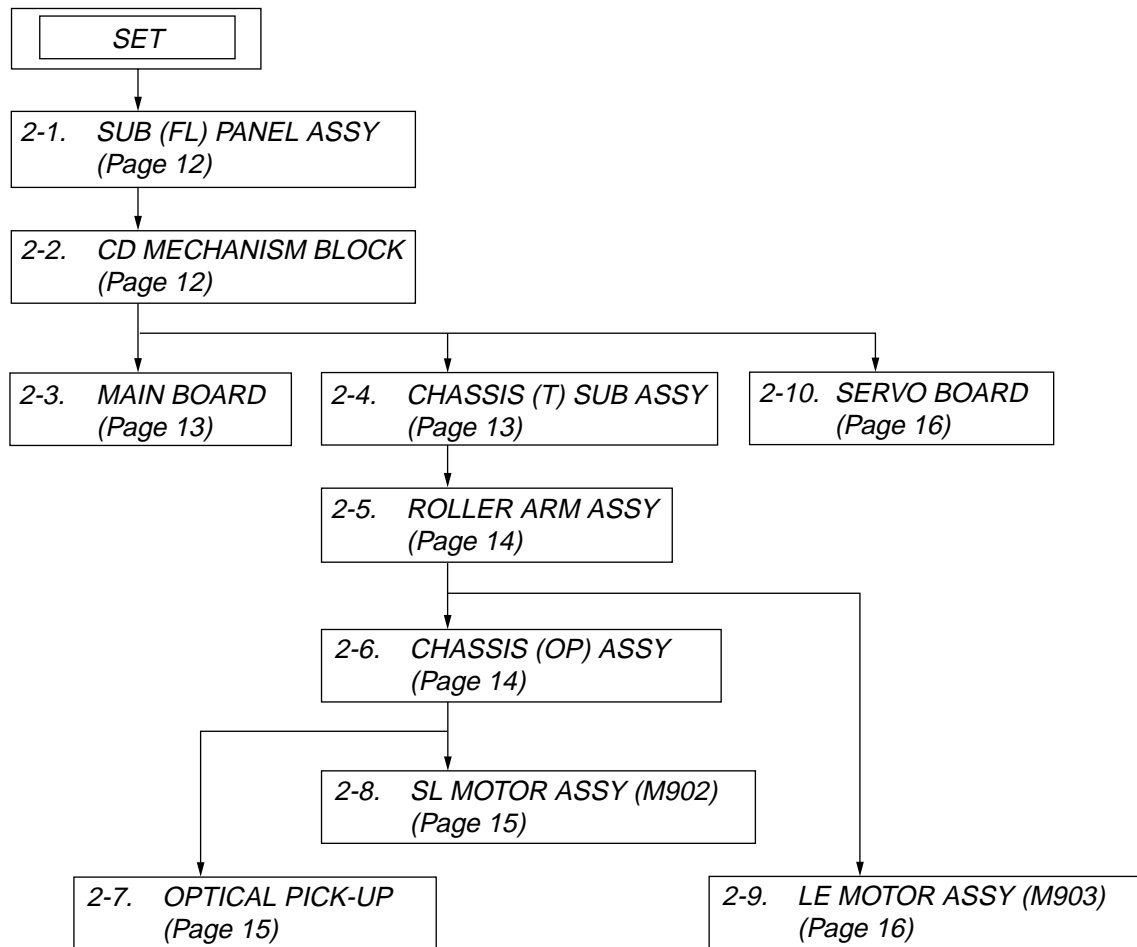 SET
2-1. SUB (FL) PANEL ASSY
(Page 12)
2-2. CD MECHANISM BLOCK
(Page 12)
2-3. MAIN BOARD
(Page 13)
2-4. CHASSIS (T) SUB ASSY
(Page 13)
2-10. SERVO BOARD
(Page 16)
2-5. ROLLER ARM ASSY
(Page 14)
2-6. CHASSIS (OP) ASSY
(Page 14)
2-8. SL MOTOR ASSY (M902)
(Page 15)
2-7. OPTICAL PICK-UP
(Page 15)
2-9. LE MOTOR ASSY (M903)
(Page 16)